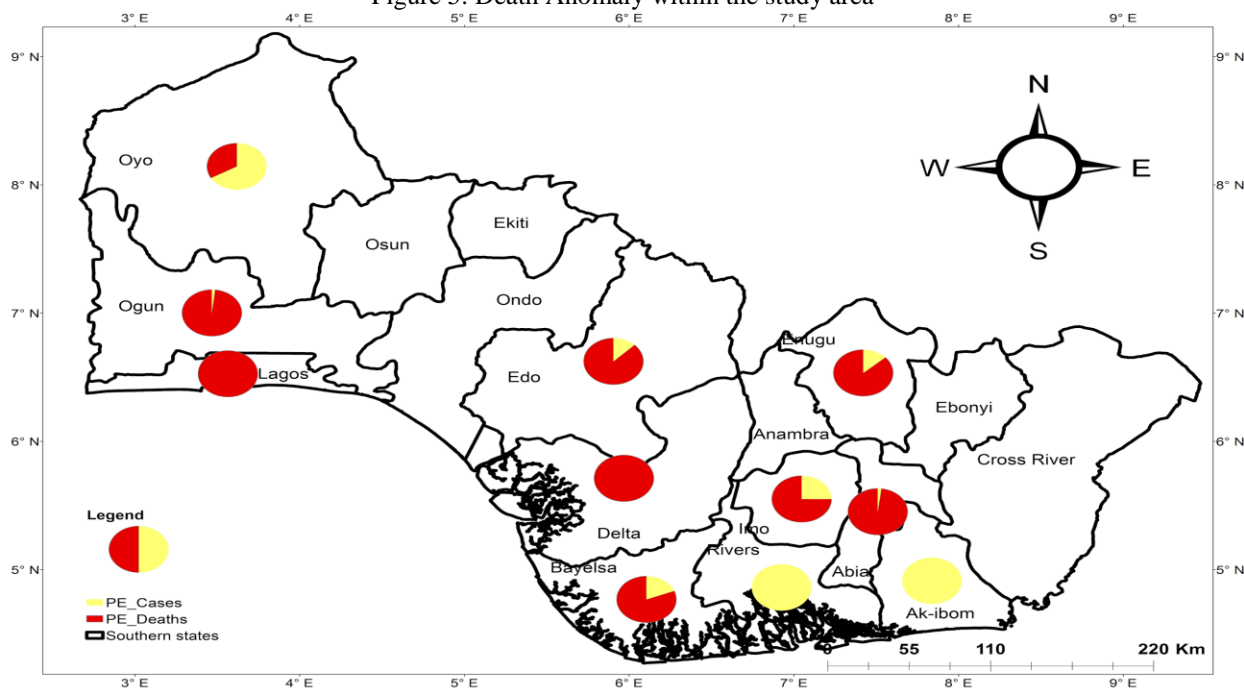 Figure 5: Death Anomaly within the study area
3° E 4° E 5° E 6° E 7° E 8° E 9° E
9° N 9° N
N
Oyo
W E
8° N 8° N
Ekiti
Osun
S
Ogun
Ondo
7° N 7° N
Enugu
Lagos
Edo
Ebonyi
Anambra
6° N 6° N
Cross River
Legend
Delta
Imo
Rivers
Bayelsa
Abia
5° N 5° N
PE_Cases
Ak-ibom
PE_Deaths
Southern states
0 55 110 220 Km
3° E 4° E 5° E 6° E 7° E 8° E 9° E